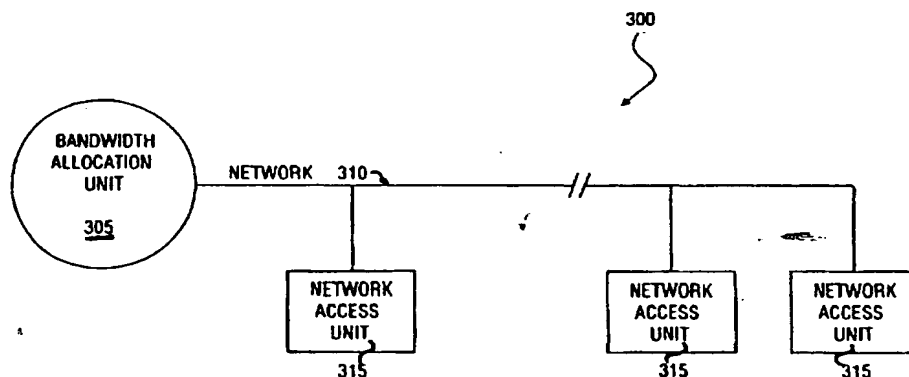 300
BANDWIDTH
ALLOCATION
UNIT
305
NETWORK 310
NETWORK
ACCESS
UNIT
315
NETWORK
ACCESS
UNIT
315
NETWORK
ACCESS
UNIT
315